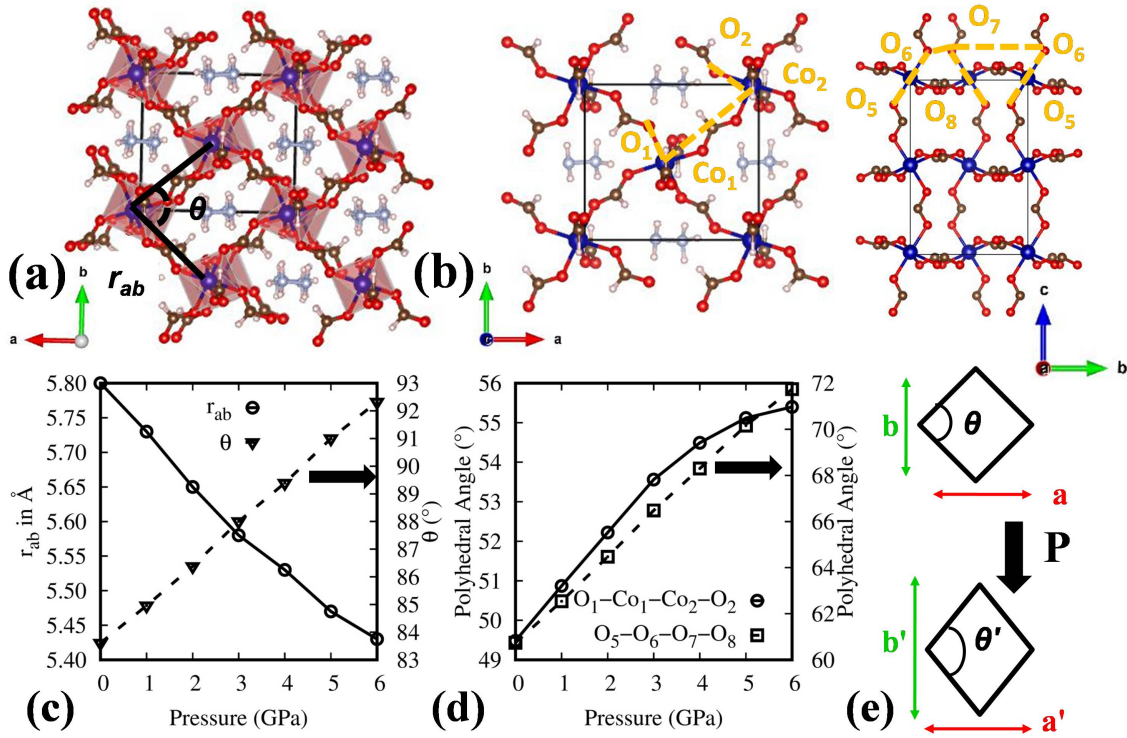 (a)
θ
r_ab
b
a
(b)
O₂
Co₂
O₁
Co₁
b
c
a
O₇
O₆
O₆
O₅
O₈
O₅
c
a
b
5.80
5.75
5.70
5.65
5.60
5.55
5.50
5.45
5.40
r_ab in Å
r_ab
θ
93
92
91
90
89
88
87
86
85
84
83
θ (°)
0 1 2 3 4 5 6
Pressure (GPa)
(c)
56
55
54
53
52
51
50
49
Polyhedral Angle (°)
O₁–Co₁–Co₂–O₂
O₅–O₆–O₇–O₈
72
70
68
66
64
62
60
Polyhedral Angle (°)
0 1 2 3 4 5 6
Pressure (GPa)
(d)
b
θ
a
P
b'
θ'
a'
(e)